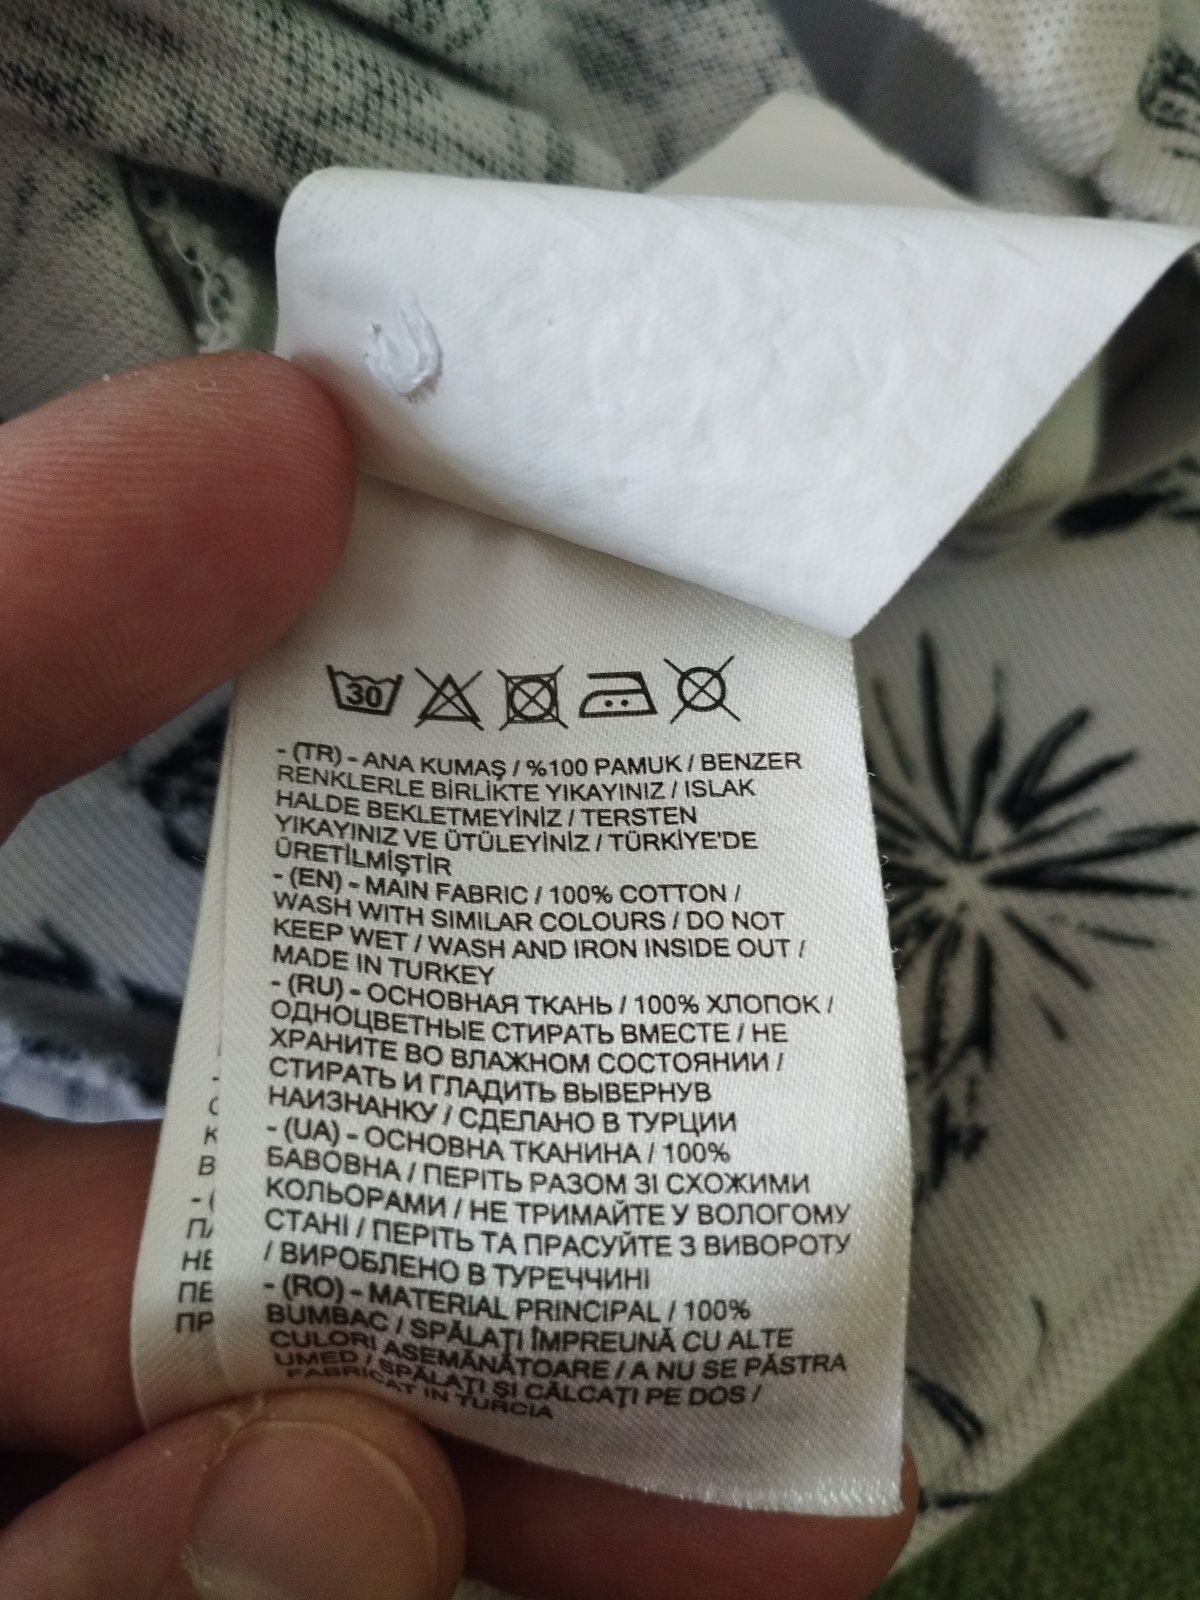 30
- (TR) - ANA KUMAŞ / %100 PAMUK / BENZER
RENKLERLE BİRLİKTE YIKAYINIZ / ISLAK
HALDE BEKLETMEYİNİZ / TERSTEN
YIKAYINIZ VE ÜTÜLEYİNİZ / TÜRKİYE'DE
ÜRETİLMİŞTİR
- (EN) - MAIN FABRIC / 100% COTTON /
WASH WITH SIMILAR COLOURS / DO NOT
KEEP WET / WASH AND IRON INSIDE OUT /
MADE IN TURKEY
- (RU) - ОСНОВНАЯ ТКАНЬ / 100% ХЛОПОК /
ОДНОЦВЕТНЫЕ СТИРАТЬ ВМЕСТЕ / НЕ
ХРАНИТЕ ВО ВЛАЖНОМ СОСТОЯНИИ /
СТИРАТЬ И ГЛАДИТЬ ВЫВЕРНУВ
НАИЗНАНКУ / СДЕЛАНО В ТУРЦИИ
- (UA) - ОСНОВНА ТКАНИНА / 100%
БАВОВНА / ПЕРІТЬ РАЗОМ ЗІ СХОЖИМИ
КОЛЬОРАМИ / НЕ ТРИМАЙТЕ У ВОЛОГОМУ
СТАНІ / ПЕРІТЬ ТА ПРАСУЙТЕ З ВИВОРОТУ
/ ВИРОБЛЕНО В ТУРЕЧЧИНІ
- (RO) - MATERIAL PRINCIPAL / 100%
BUMBAC / SPĂLAȚI ÎMPREUNĂ CU ALTE
CULORI ASEMĂNĂTOARE / A NU SE PĂSTRA
UMED / SPĂLAȚI ȘI CĂLCAȚI PE DOS /
FABRICAT IN TURCIA